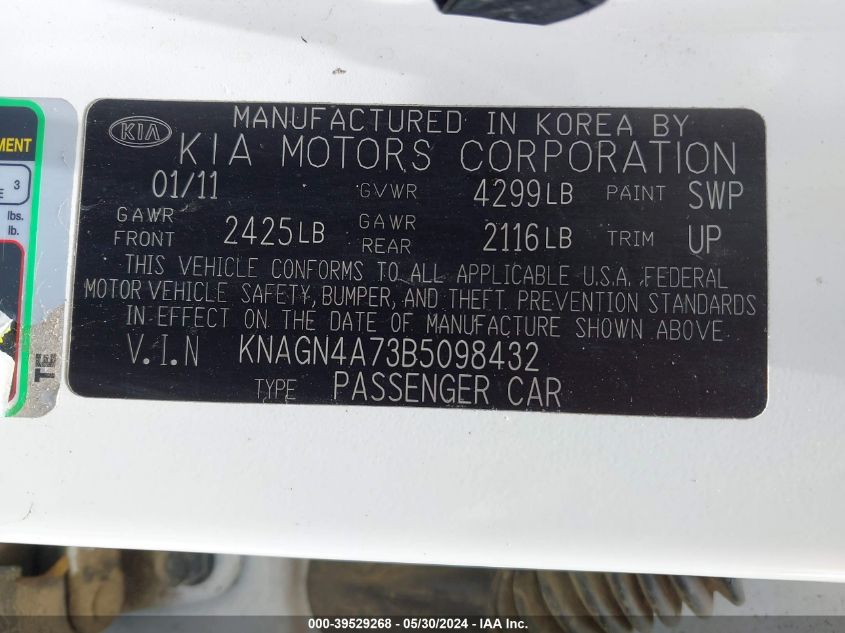 MANUFACTURED IN KOREA BY
KIA KIA MOTORS CORPORATION
01/11 GVWR 4299LB PAINT SWP
GAWR FRONT 2425LB GAWR REAR 2116LB TRIM UP
THIS VEHICLE CONFORMS TO ALL APPLICABLE U.S.A. FEDERAL
MOTOR VEHICLE SAFETY, BUMPER, AND THEFT PREVENTION STANDARDS
IN EFFECT ON THE DATE OF MANUFACTURE SHOWN ABOVE
V.I.N KNAGN4A73B5098432
TYPE PASSENGER CAR
3
lbs.
lb.
000-39529268 - 05/30/2024 - IAAI.COM